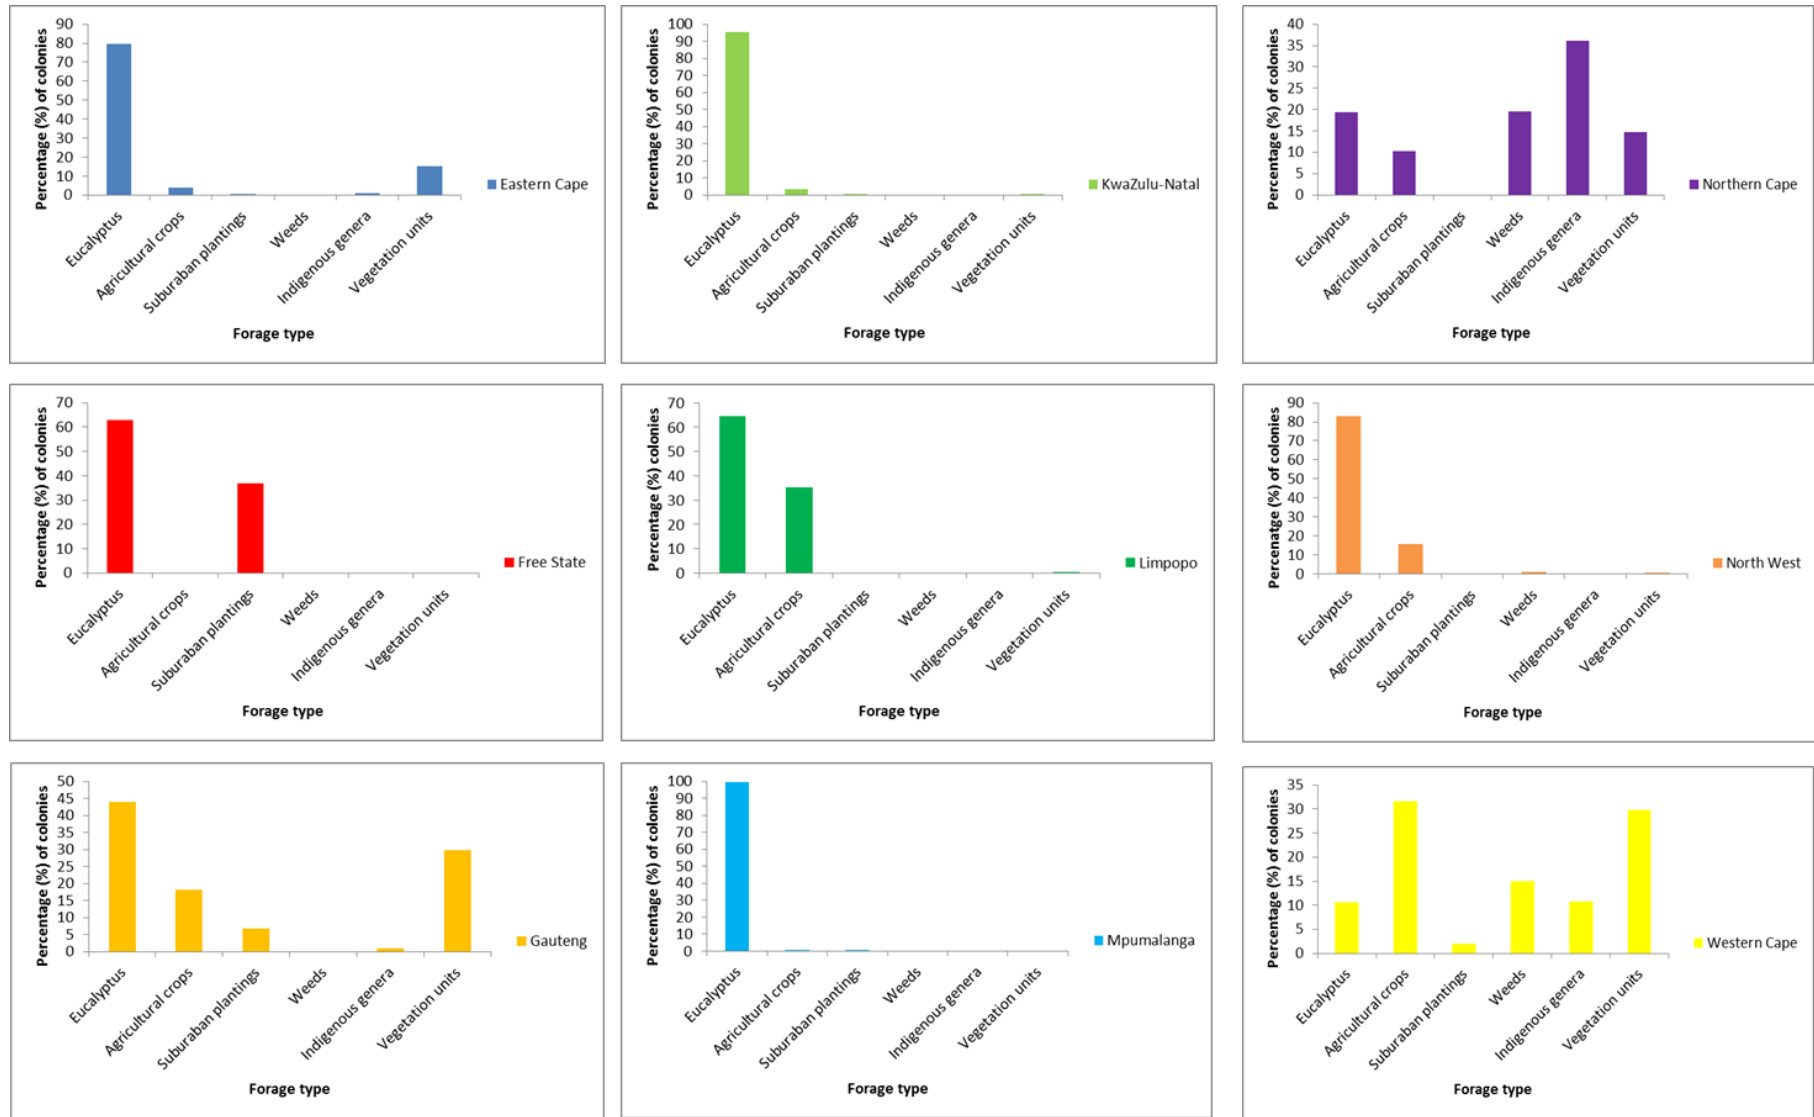 90
80
70
60
50
40
30
20
10
0
Percentage (%) of colonies
Eucalyptus
Agricultural crops
Suburaban plantings
Weeds
Indigenous genera
Vegetation units
Forage type
Eastern Cape
100
90
80
70
60
50
40
30
20
10
0
Percentage (%) of colonies
Eucalyptus
Agricultural crops
Suburaban plantings
Weeds
Indigenous genera
Vegetation units
Forage type
KwaZulu-Natal
40
35
30
25
20
15
10
5
0
Percentage (%) of colonies
Eucalyptus
Agricultural crops
Suburaban plantings
Weeds
Indigenous genera
Vegetation units
Forage type
Northern Cape
70
60
50
40
30
20
10
0
Percentage (%) of colonies
Eucalyptus
Agricultural crops
Suburaban plantings
Weeds
Indigenous genera
Vegetation units
Forage type
Free State
70
60
50
40
30
20
10
0
Percentage (%) colonies
Eucalyptus
Agricultural crops
Suburaban plantings
Weeds
Indigenous genera
Vegetation units
Forage type
Limpopo
90
80
70
60
50
40
30
20
10
0
Percenatge (%) of colonies
Eucalyptus
Agricultural crops
Suburaban plantings
Weeds
Indigenous genera
Vegetation units
Forage type
North West
50
45
40
35
30
25
20
15
10
5
0
Percentage (%) of colonies
Eucalyptus
Agricultural crops
Suburaban plantings
Weeds
Indigenous genera
Vegetation units
Forage type
Gauteng
100
90
80
70
60
50
40
30
20
10
0
Percentage (%) of colonies
Eucalyptus
Agricultural crops
Suburaban plantings
Weeds
Indigenous genera
Vegetation units
Forage type
Mpumalanga
35
30
25
20
15
10
5
0
Percentage (%) of colonies
Eucalyptus
Agricultural crops
Suburaban plantings
Weeds
Indigenous genera
Vegetation units
Forage type
Western Cape